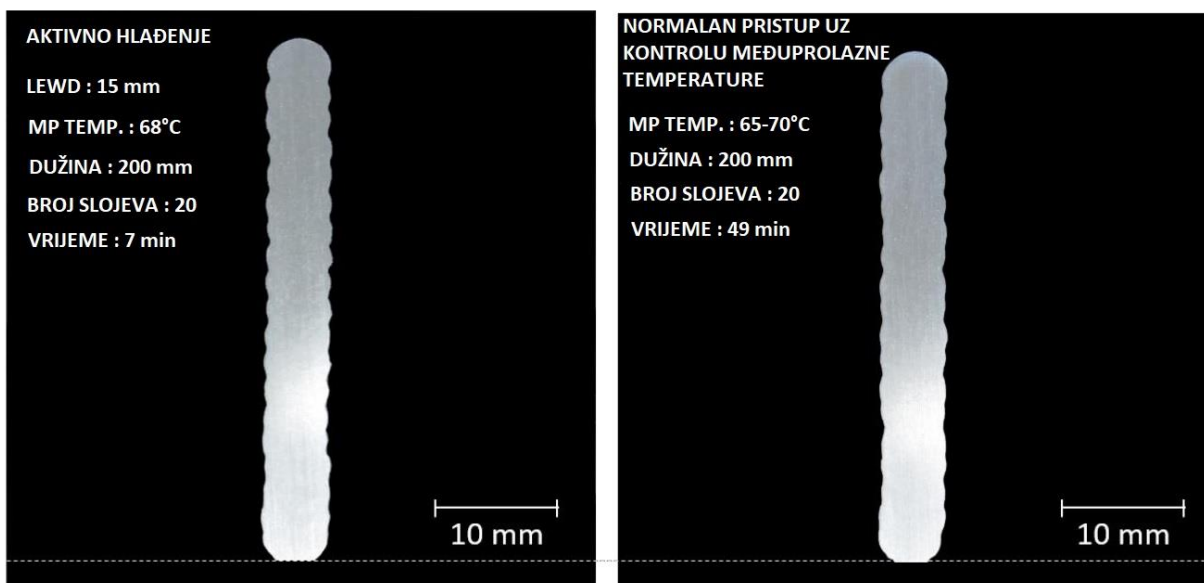 AKTIVNO HLAĐENJE
LEWD : 15 mm
MP TEMP. : 68°C
DUŽINA : 200 mm
BROJ SLOJEVA : 20
VRIJEME : 7 min
10 mm
NORMALAN PRISTUP UZ
KONTROLU MEĐUPROLAZNE
TEMPERATURE
MP TEMP. : 65-70°C
DUŽINA : 200 mm
BROJ SLOJEVA : 20
VRIJEME : 49 min
10 mm